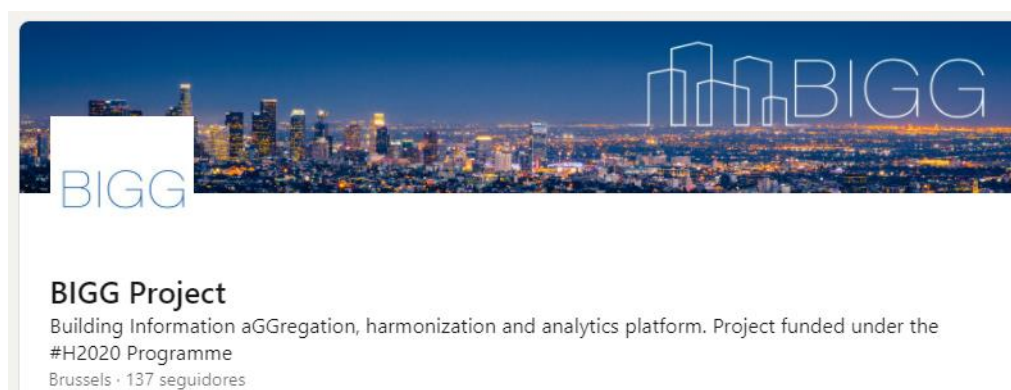 BIGG
BIGG
BIGG Project
Building Information aGGregation, harmonization and analytics platform. Project funded under the
#H2020 Programme
Brussels · 137 seguidores